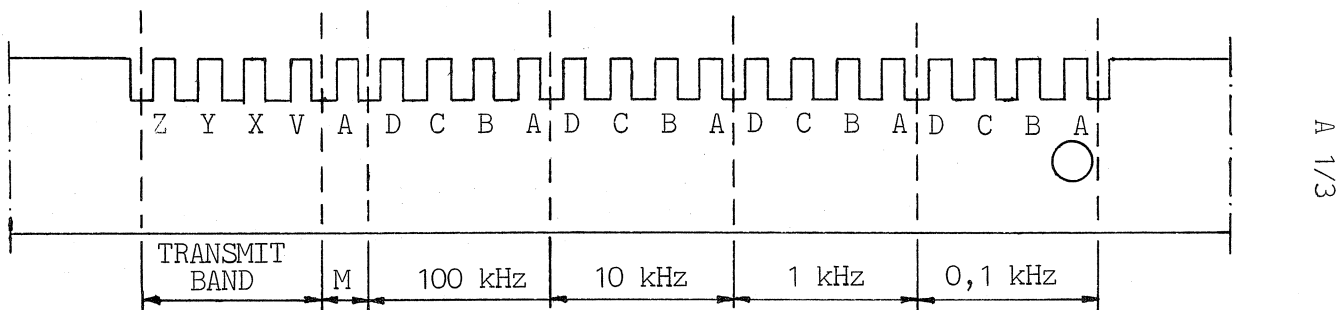 Z Y X V A D C B A D C B A D C B A D C B A
A 1/3
TRANSMIT
BAND M 100 kHz 10 kHz 1 kHz 0,1 kHz